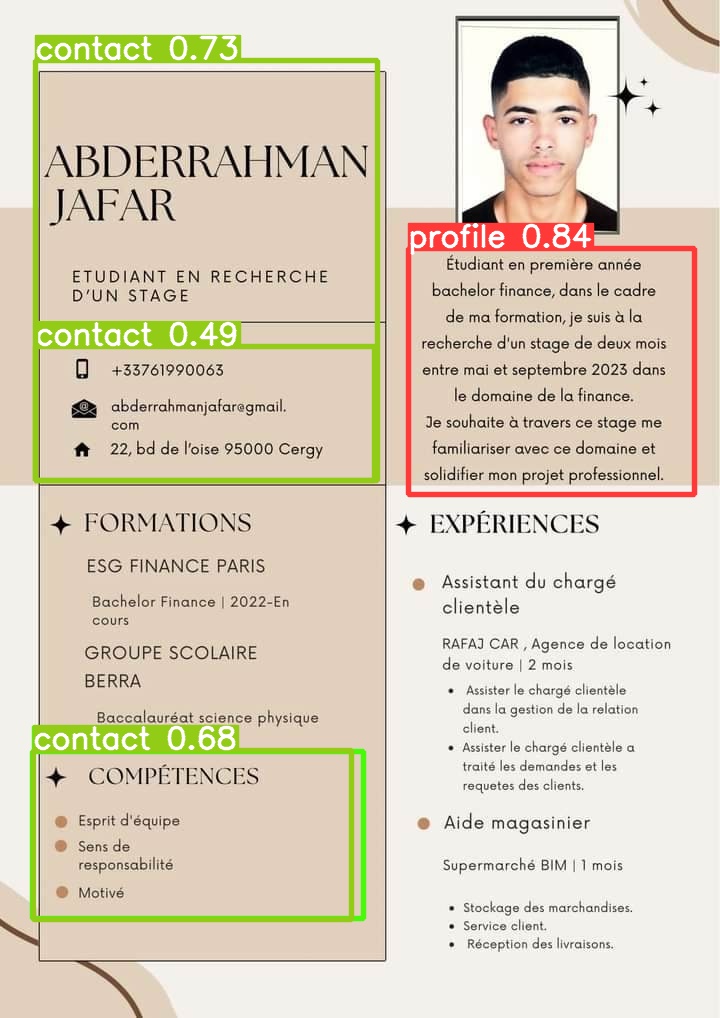 contact 0.73
ABDERRAHMAN
JAFAR
ETUDIANT EN RECHERCHE
D'UN STAGE
contact 0.49
+33761990063
abderrahmanjafar@gmail.
com
22, bd de l'oise 95000 Cergy
profile 0.84
Étudiant en première année
bachelor finance, dans le cadre
de ma formation, je suis à la
recherche d'un stage de deux mois
entre mai et septembre 2023 dans
le domaine de la finance.
Je souhaite à travers ce stage me
familiariser avec ce domaine et
solidifier mon projet professionnel.
FORMATIONS
ESG FINANCE PARIS
Bachelor Finance | 2022-En
cours
GROUPE SCOLAIRE
BERRA
Baccalauréat science physique
contact 0.68
COMPÉTENCES
Esprit d'équipe
Sens de
responsabilité
Motivé
EXPÉRIENCES
Assistant du chargé
clientèle
RAFAJ CAR , Agence de location
de voiture | 2 mois
Assister le chargé clientèle
dans la gestion de la relation
client.
Assister le chargé clientèle a
traité les demandes et les
requetes des clients.
Aide magasinier
Supermarché BIM | 1 mois
Stockage des marchandises.
Service client.
Réception des livraisons.